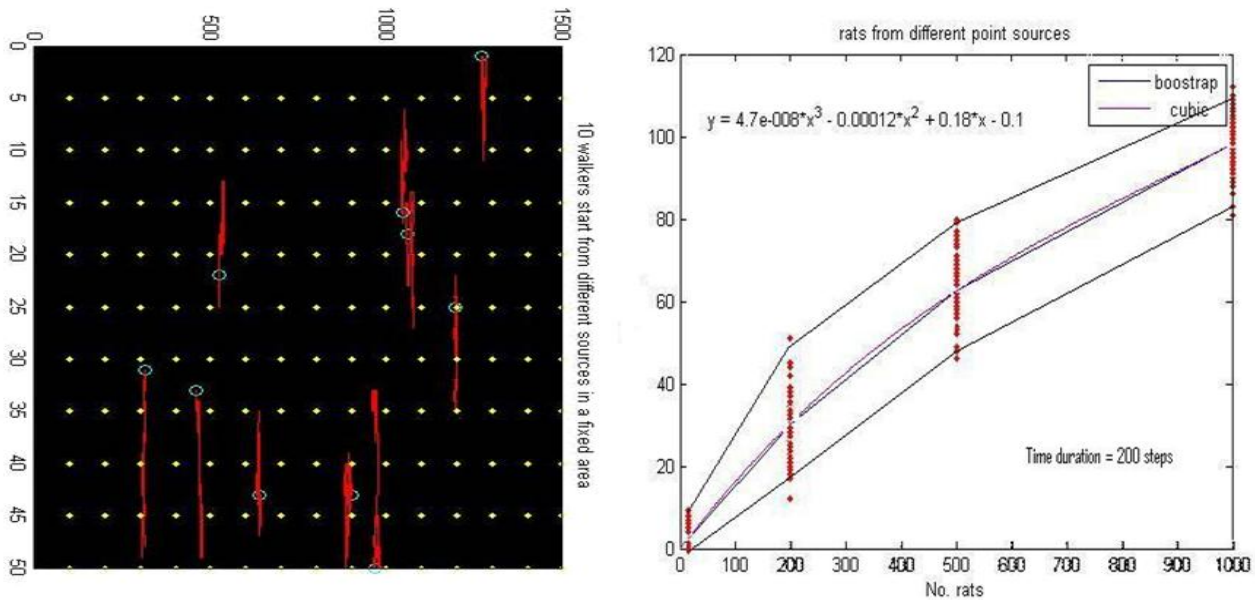 0
500
1000
1500
0
5
10
15
20
25
30
35
40
45
50
10 walkers start from different sources in a fixed area
rats from different point sources
120
100
80
60
40
20
0
boostrap
cubic
y = 4.7e-008*x^3 - 0.00012*x^2 + 0.18*x - 0.1
Time duration = 200 steps
0 100 200 300 400 500 600 700 800 900 1000
No. rats